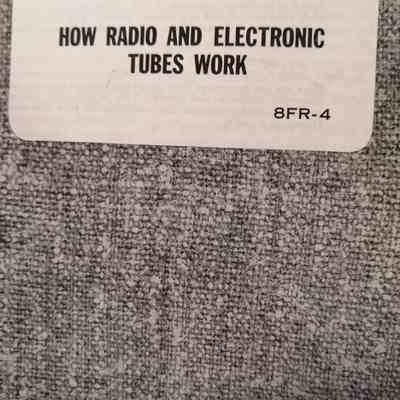 HOW RADIO AND ELECTRONIC
TUBES WORK
8FR-4